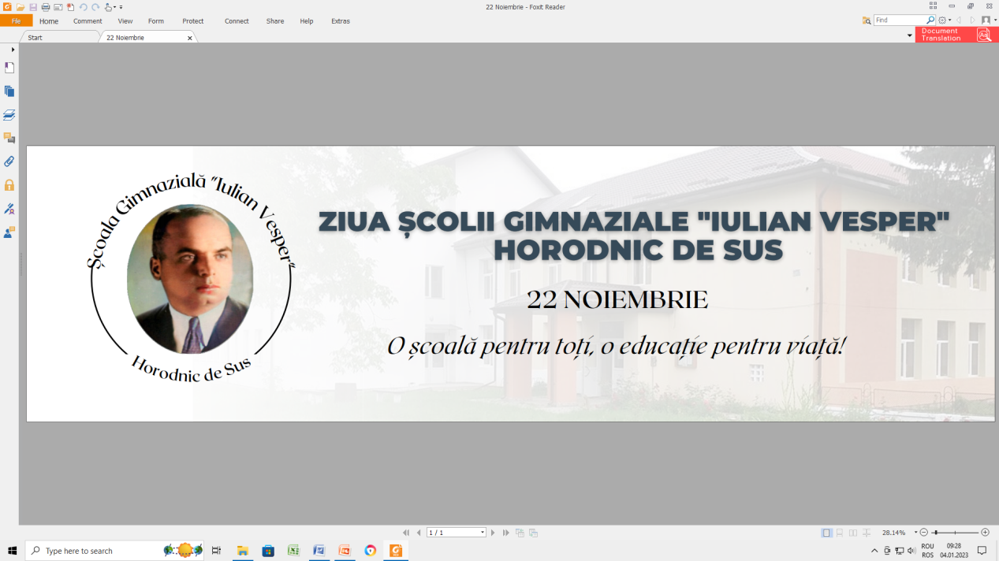 22 Noiembre - Foxit Reader
File Home Comment View Form Protect Connect Share Help Extras
Find
Start
22 Noiembre
Document
Translation
Școala Gimnazială "Iulian Vesper"
Horodnic de Sus
ZIUA ȘCOLII GIMNAZIALE "IULIAN VESPER"
HORODNIC DE SUS
22 NOIEMBRIE
O școală pentru toți, o educație pentru viață!
1 / 1
28.14%
Type here to search
ROU
ROS
09:28
04.01.2023